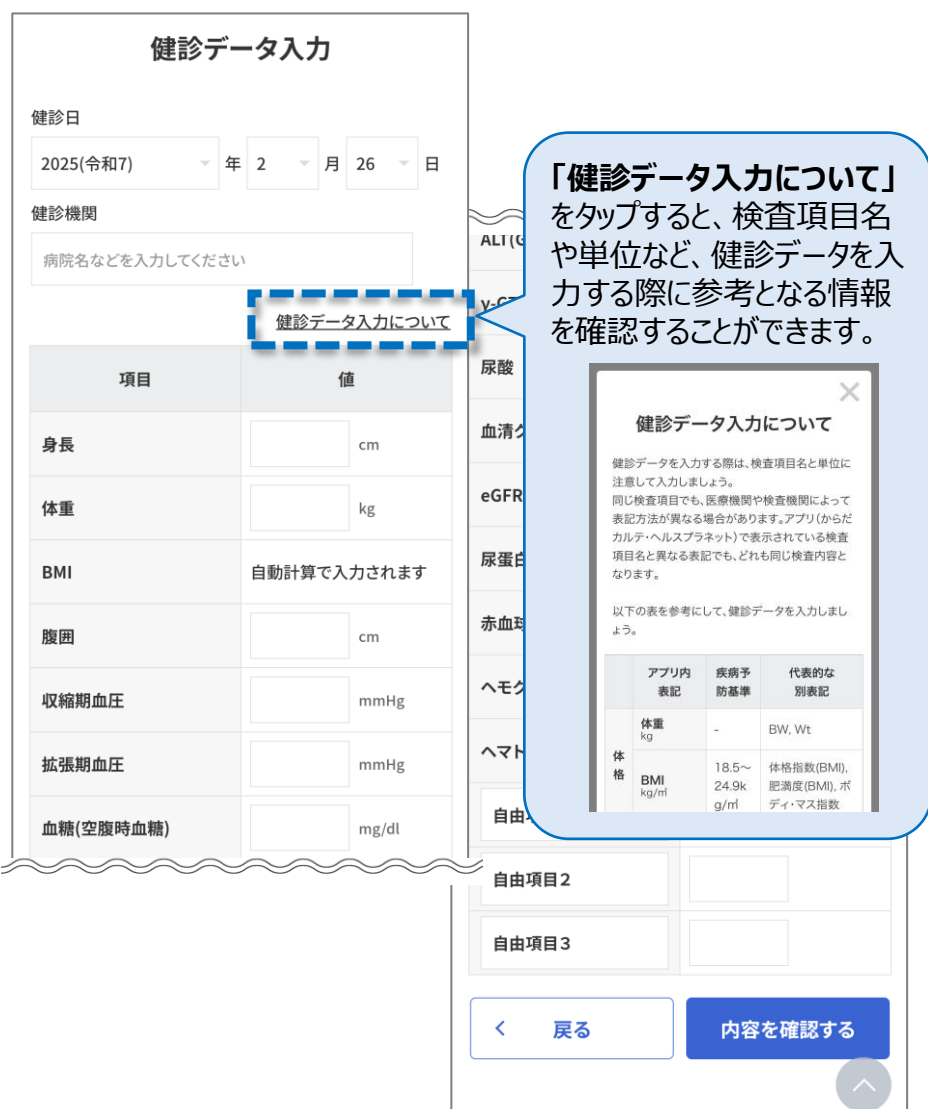 健診データ入力
健診日
2025(令和7) 年 2 月 26 日
健診機関
病院名などを入力してください
健診データ入力について
項目 値
身長 cm
体重 kg
BMI 自動計算で入力されます
腹囲 cm
収縮期血圧 mmHg
拡張期血圧 mmHg
血糖(空腹時血糖) mg/dl
尿酸
血清ク
eGFR
尿蛋白
赤血球
ヘモグ
ヘマト
自由
自由項目2
自由項目3
戻る 内容を確認する
「健診データ入力について」
をタップすると、検査項目名
や単位など、健診データを入
力する際に参考となる情報
を確認することができます。
健診データ入力について
健診データを入力する際は、検査項目名と単位に
注意して入力しましょう。
同じ検査項目でも、医療機関や検査機関によって
表記方法が異なる場合があります。アプリ(からだ
カルテ・ヘルスプラネット)で表示されている検査
項目名と異なる表記でも、どれも同じ検査内容と
なります。
以下の表を参考にして、健診データを入力しまし
ょう。
アプリ内 疾病予 代表的な
表記 防基準 別表記
体格
体重 - BW, Wt
kg
BMI 18.5～ 体格指数(BMI),
kg/㎡ 24.9k 肥満度(BMI), ボ
g/㎡ ディ・マス指数